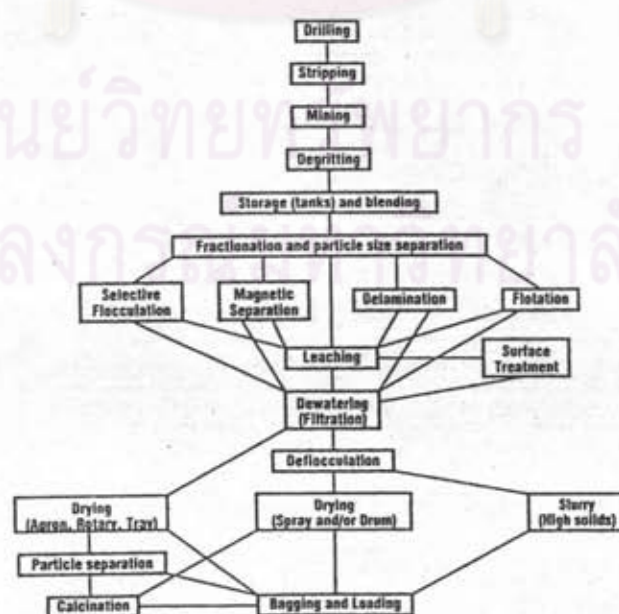 Drilling
Stripping
Mining
Degritting
Storage (tanks) and blending
Fractionation and particle size separation
Selective
Flocculation
Magnetic
Separation
Delamination
Flotation
Leaching
Surface
Treatment
Dewatering
(Filtration)
Deflocculation
Drying
(Apron, Rotary, Tray)
Drying
(Spray and/or Drum)
Slurry
(High solids)
Particle separation
Calcination
Bagging and Loading